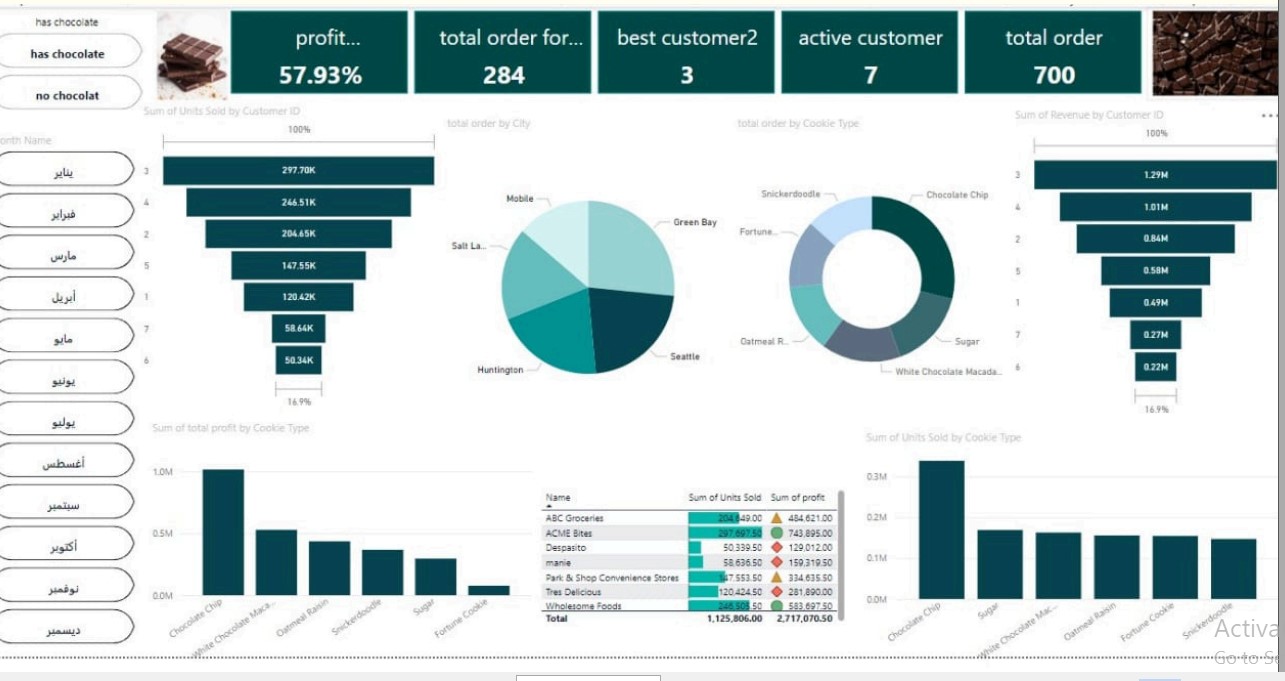 has chocolate
has chocolate
no chocolat
profit...
57.93%
total order for...
284
best customer2
3
active customer
7
total order
700
onth Name
يناير
فبراير
مارس
أبريل
مايو
يونيو
يوليو
أغسطس
سبتمبر
أكتوبر
نوفمبر
ديسمبر
Sum of Units Sold by Customer ID
100%
3 297.70K
4 246.51K
2 204.65K
5 147.55K
1 120.42K
7 58.64K
6 50.34K
16.9%
total order by City
Mobile
Green Bay
Salt La...
Seattle
Huntington
total order by Cookie Type
Snickerdoodle
Chocolate Chip
Fortune...
Oatmeal R...
Sugar
White Chocolate Macada...
Sum of Revenue by Customer ID
100%
3 1.29M
4 1.01M
2 0.84M
5 0.58M
1 0.49M
7 0.27M
6 0.22M
16.9%
Sum of total profit by Cookie Type
1.0M
0.5M
0.0M
Chocolate Chip
White Chocolate Maca...
Oatmeal Raisin
Snickerdoodle
Sugar
Fortune Cookie
Name Sum of Units Sold Sum of profit
ABC Groceries 204,649.00 484,621.00
ACME Bites 297,697.50 743,895.00
Despasito 50,339.50 129,012.00
manie 58,636.50 159,319.50
Park & Shop Convenience Stores 147,553.50 334,635.50
Tres Delicious 120,424.50 281,890.00
Wholesome Foods 246,505.50 583,697.50
Total 1,125,806.00 2,717,070.50
Sum of Units Sold by Cookie Type
0.3M
0.2M
0.1M
0.0M
Chocolate Chip
Sugar
White Chocolate Mac...
Oatmeal Raisin
Fortune Cookie
Snickerdoodle
Activa
Go to S